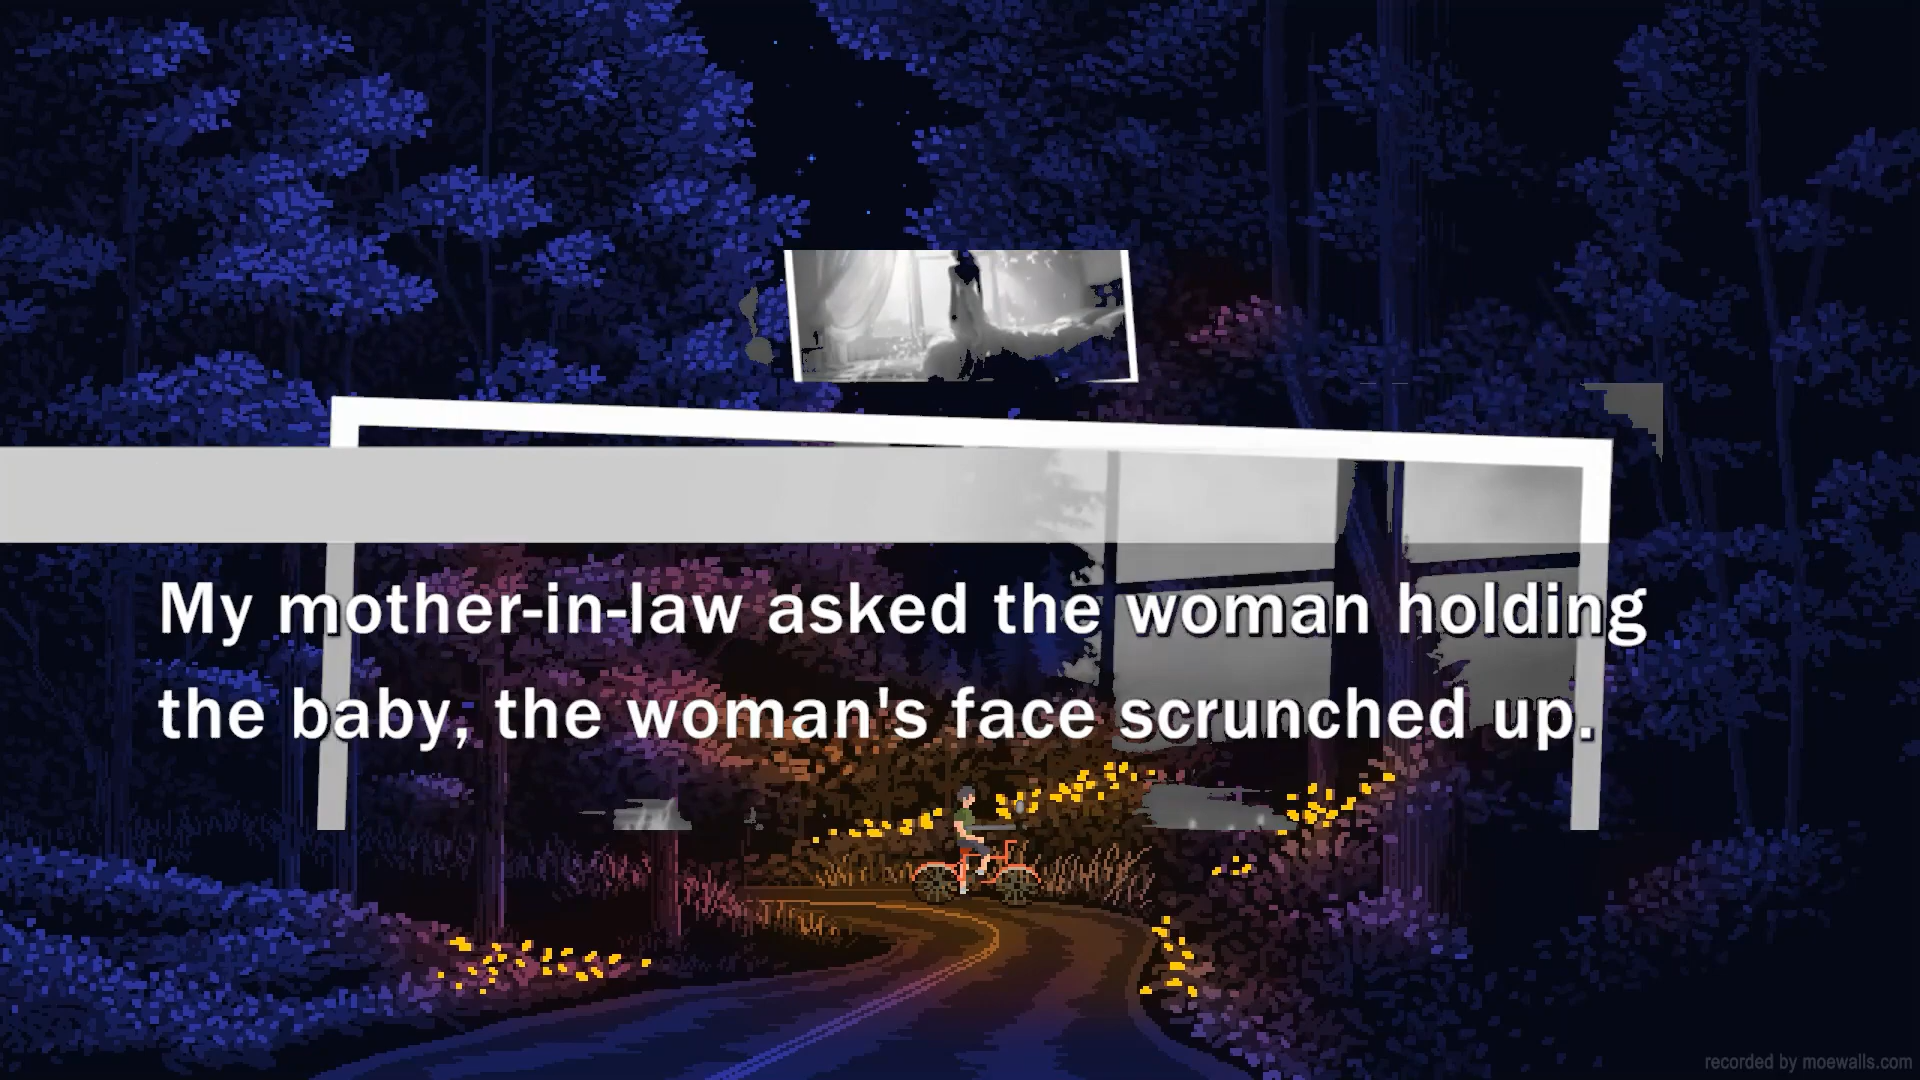 My mother-in-law asked the woman holding
the baby, the woman's face scrunched up.
recorded by moewalls.com